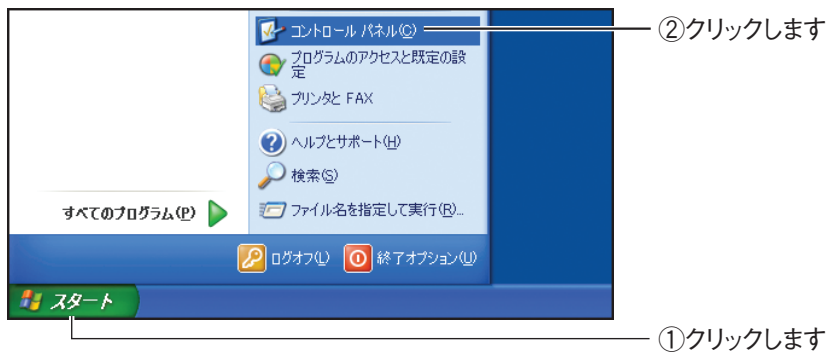 コントロール パネル(C)
②クリックします
プログラムのアクセスと既定の設
定
プリンタと FAX
ヘルプとサポート(H)
検索(S)
すべてのプログラム(P)
ファイル名を指定して実行(R)...
ログオフ(L)
終了オプション(U)
スタート
①クリックします